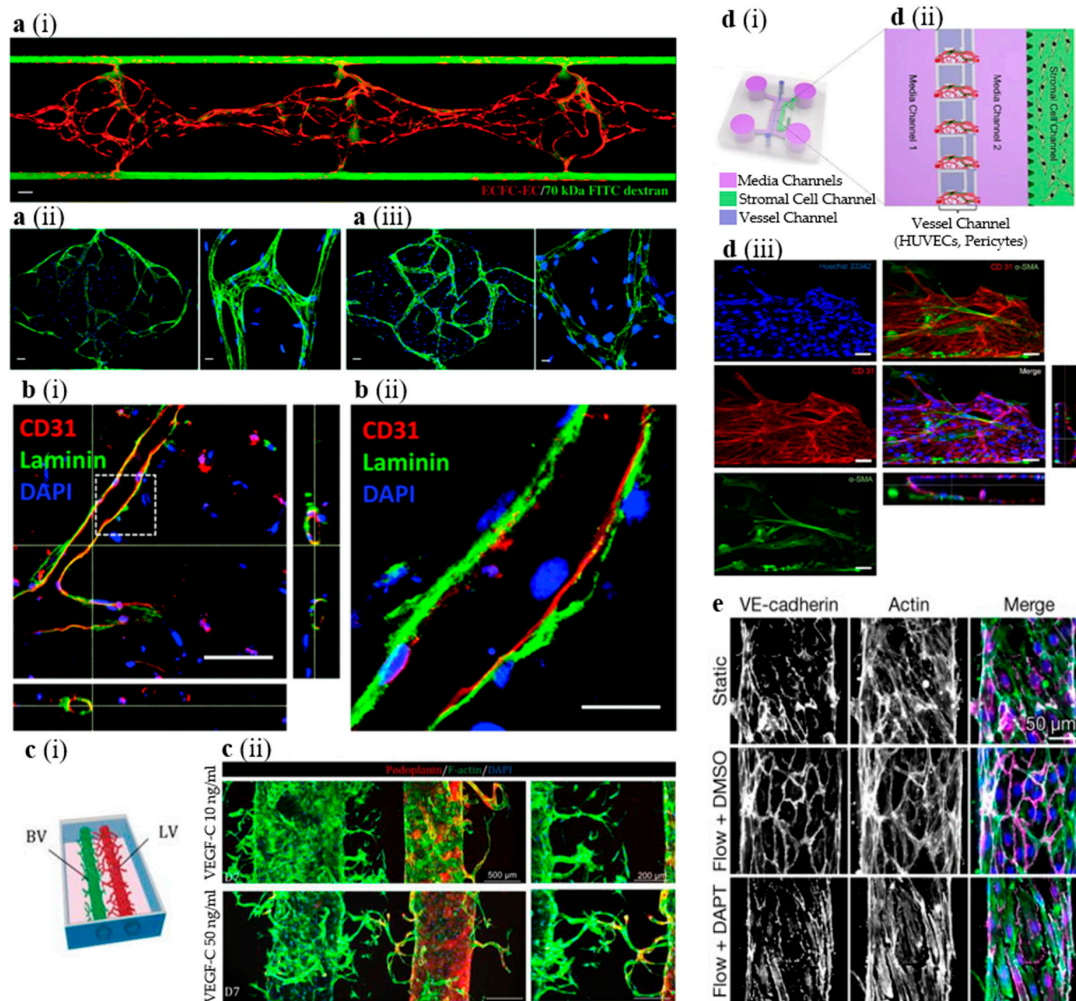 a (i)
ECFC-EC/70 kDa FITC dextran
a (ii)
a (iii)
b (i)
CD31
Laminin
DAPI
b (ii)
CD31
Laminin
DAPI
c (i)
BV
LV
c (ii)
Podoplanin/F-actin/DAPI
VEGF-C 10 ng/ml
D7
500 μm
200 μm
VEGF-C 50 ng/ml
D7
d (i)
Media Channels
Stromal Cell Channel
Vessel Channel
d (ii)
Media Channel 1
Media Channel 2
Stromal Cell Channel
Vessel Channel
(HUVECs, Pericytes)
d (iii)
Hoechst 33342
CD 31 α-SMA
CD 31
Merge
α-SMA
e
VE-cadherin
Actin
Merge
Static
50 μm
Flow + DMSO
Flow + DAPT